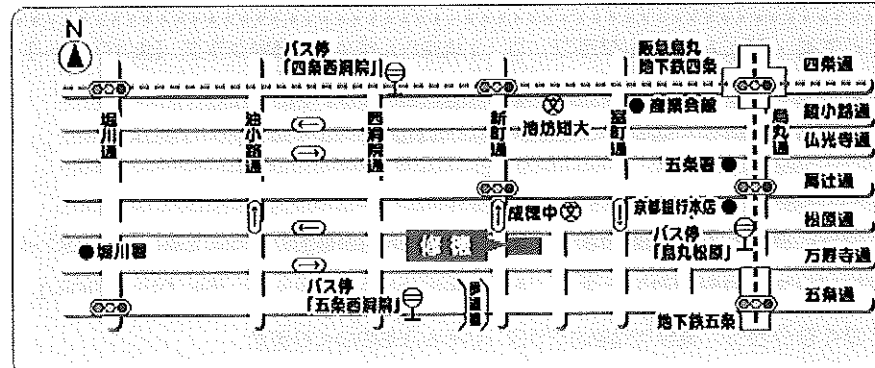 N
バス停
「四条西洞院」
阪急烏丸
地下鉄四条
四条通
堀川通
油小路通
西洞院通
新町通
室町通
烏丸通
池坊短大
産業会館
綾小路通
仏光寺通
五条署
高辻通
成徳中
京都銀行本店
松原通
堀川署
修徳
バス停
「烏丸松原」
万寿寺通
バス停
「五条西洞院」
歩道橋
五条通
地下鉄五条